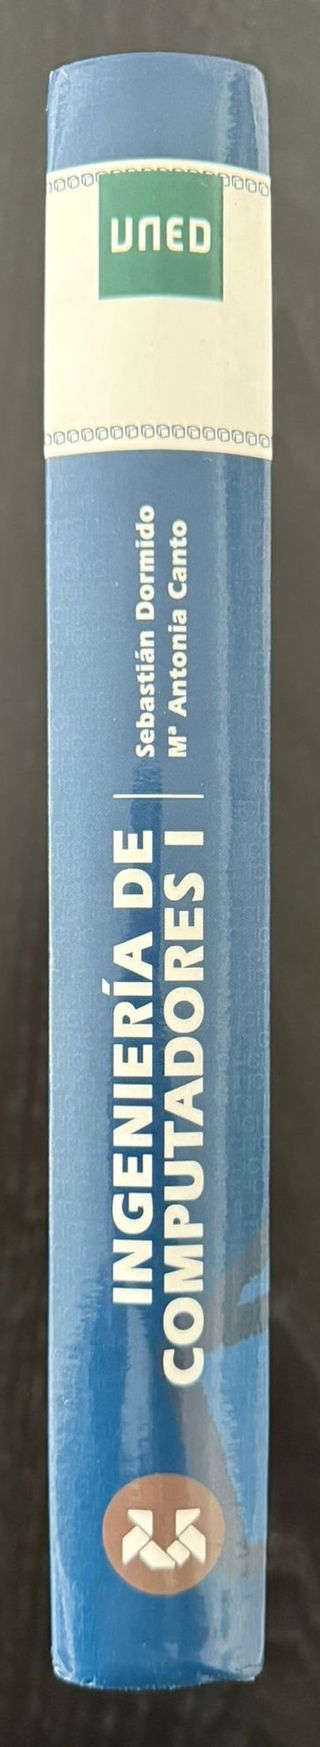 UNED
INGENIERÍA DE
COMPUTADORES I
Sebastián Dormido
Mª Antonia Canto